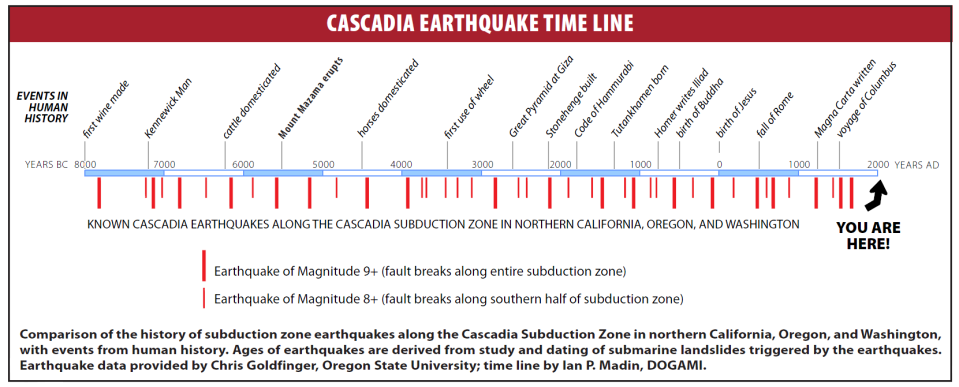 CASCADIA EARTHQUAKE TIME LINE
EVENTS IN
HUMAN
HISTORY
first wine made
Kennewick Man
cattle domesticated
Mount Mazama erupts
horses domesticated
first use of wheel
Great Pyramid at Giza
Stonehenge built
Code of Hammurabi
Tutankhamen born
Homer writes Iliad
birth of Buddha
birth of Jesus
fall of Rome
Magna Carta written
voyage of Columbus
YEARS BC 8000 7000 6000 5000 4000 3000 2000 1000 0 1000 2000 YEARS AD
KNOWN CASCADIA EARTHQUAKES ALONG THE CASCADIA SUBDUCTION ZONE IN NORTHERN CALIFORNIA, OREGON, AND WASHINGTON
YOU ARE
HERE!
Earthquake of Magnitude 9+ (fault breaks along entire subduction zone)
Earthquake of Magnitude 8+ (fault breaks along southern half of subduction zone)
Comparison of the history of subduction zone earthquakes along the Cascadia Subduction Zone in northern California, Oregon, and Washington,
with events from human history. Ages of earthquakes are derived from study and dating of submarine landslides triggered by the earthquakes.
Earthquake data provided by Chris Goldfinger, Oregon State University; time line by Ian P. Madin, DOGAMI.